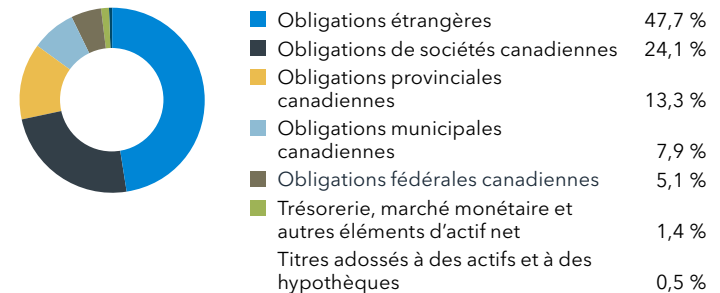 Obligations étrangères 47,7 %
Obligations de sociétés canadiennes 24,1 %
Obligations provinciales
canadiennes 13,3 %
Obligations municipales
canadiennes 7,9 %
Obligations fédérales canadiennes 5,1 %
Trésorerie, marché monétaire et
autres éléments d’actif net 1,4 %
Titres adossés à des actifs et à des
hypothèques 0,5 %